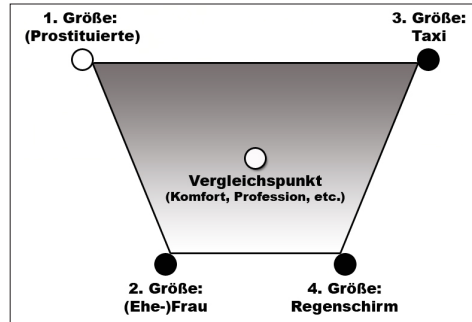 1. Größe:
(Prostituierte)
3. Größe:
Taxi
Vergleichspunkt
(Komfort, Profession, etc.)
2. Größe:
(Ehe-)Frau
4. Größe:
Regenschirm